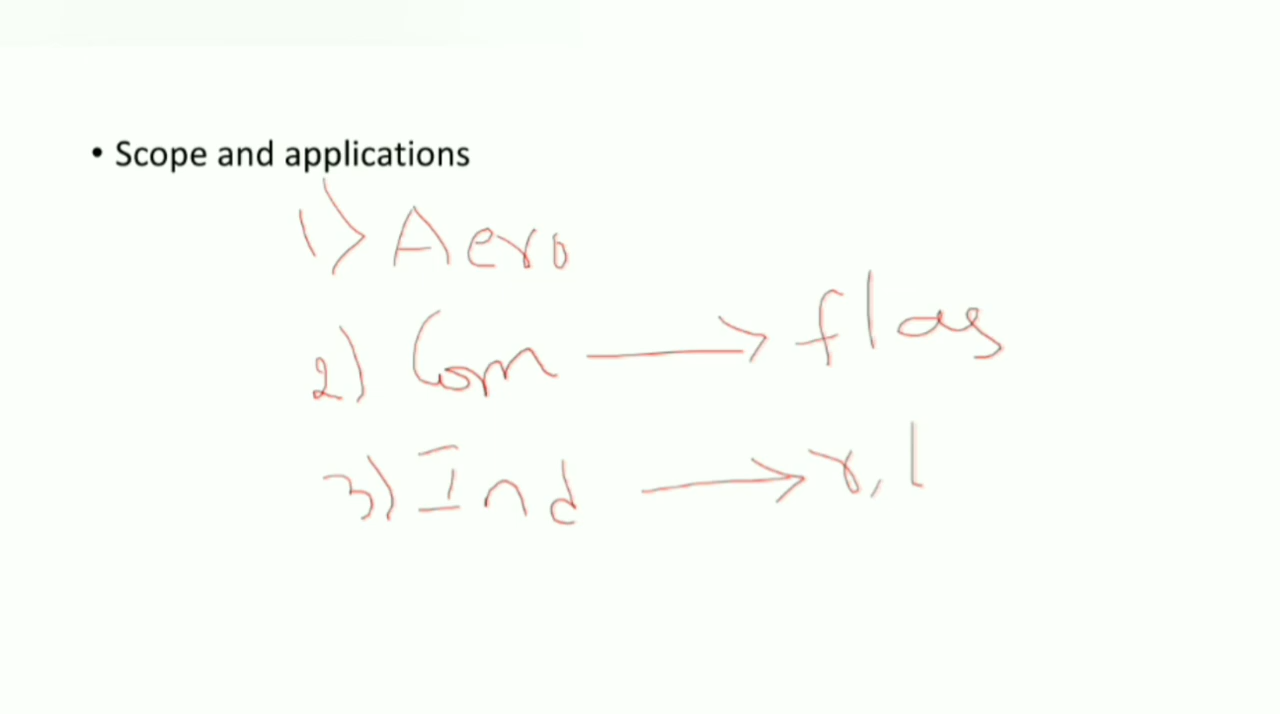 • Scope and applications
1) Aero
2) Com → flas
3) Ind → r, l